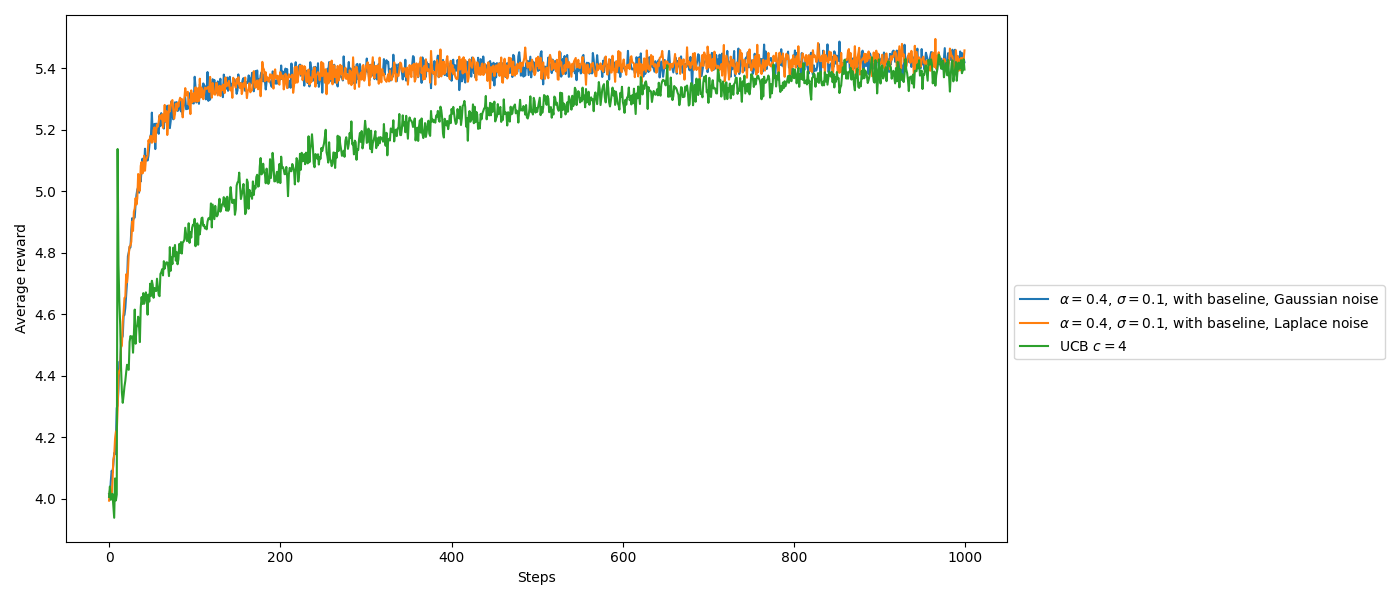 5.4
5.2
5.0
4.8
4.6
4.4
4.2
4.0
Average reward
0 200 400 600 800 1000
Steps
α = 0.4, σ = 0.1, with baseline, Gaussian noise
α = 0.4, σ = 0.1, with baseline, Laplace noise
UCB c = 4